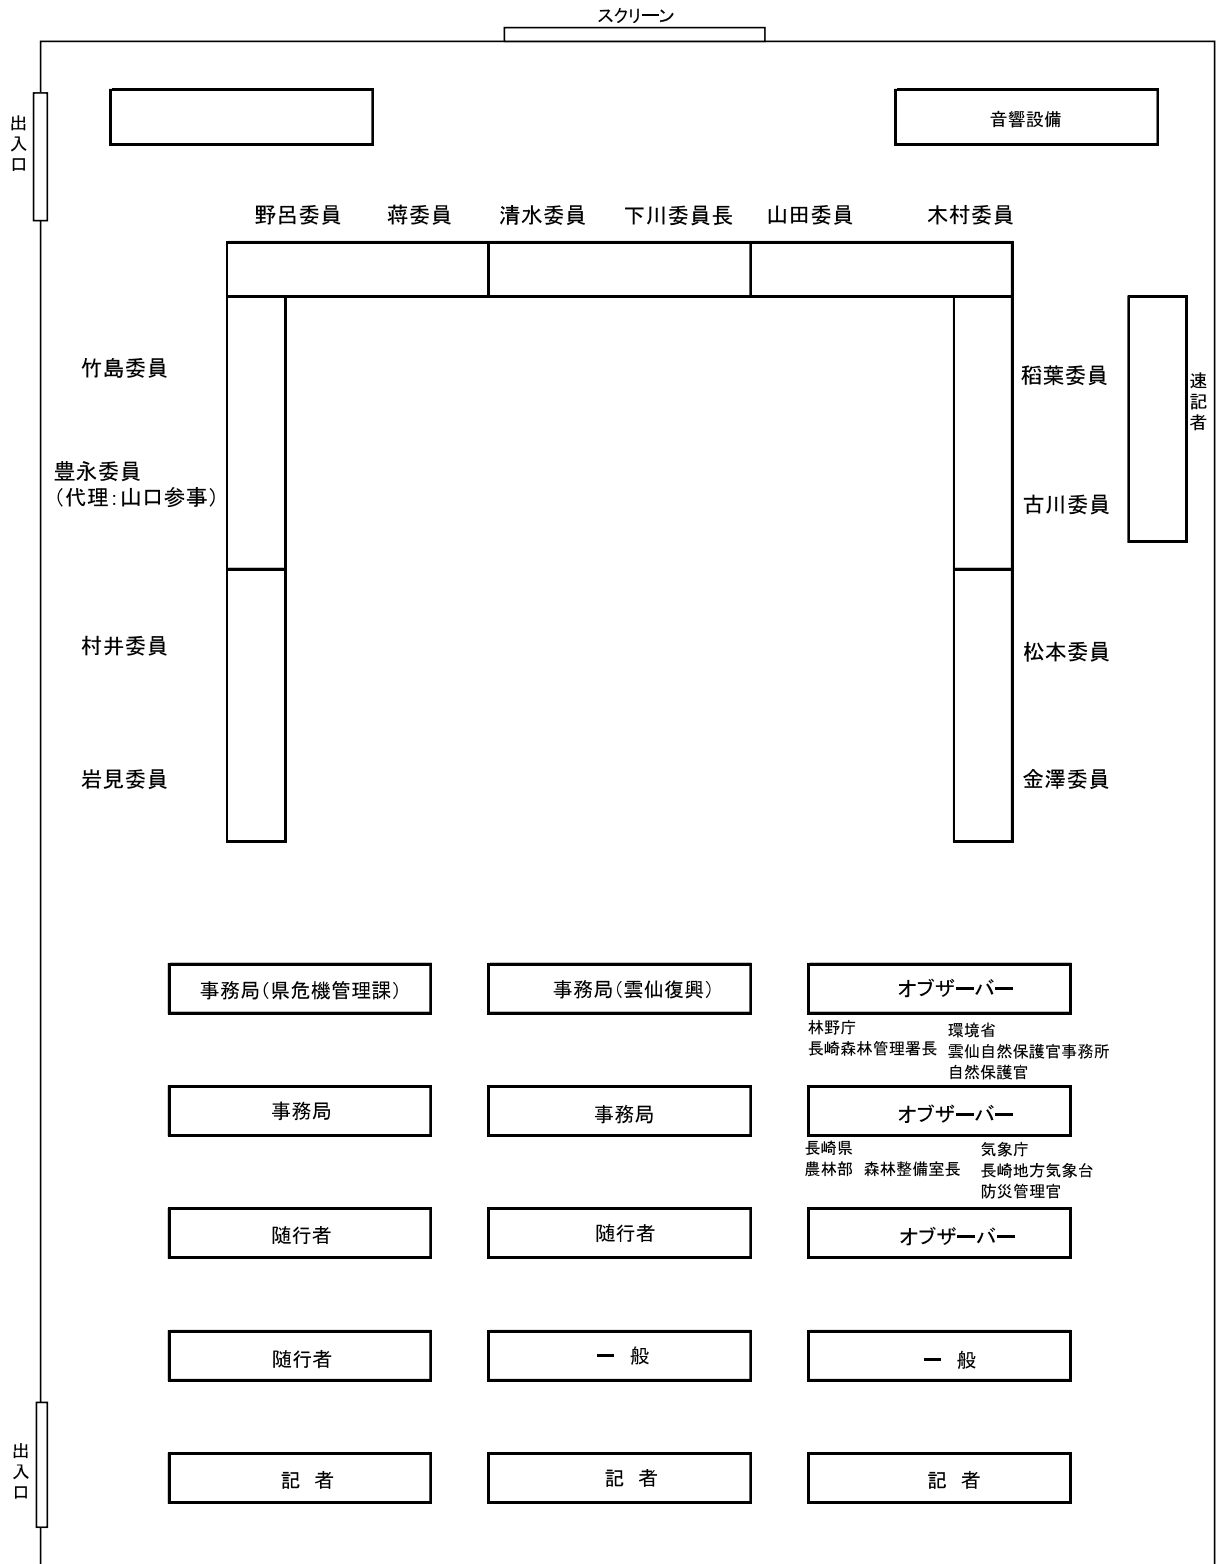 スクリーン
出入口
音響設備
野呂委員 蒋委員 清水委員 下川委員長 山田委員 木村委員
竹島委員
稲葉委員
速記者
豊永委員
（代理：山口参事）
古川委員
村井委員
松本委員
岩見委員
金澤委員
事務局（県危機管理課） 事務局（雲仙復興） オブザーバー
林野庁
長崎森林管理署長
環境省
雲仙自然保護官事務所
自然保護官
事務局 事務局 オブザーバー
長崎県
農林部 森林整備室長
気象庁
長崎地方気象台
防災管理官
随行者 随行者 オブザーバー
随行者 一 般 一 般
出入口
記 者 記 者 記 者